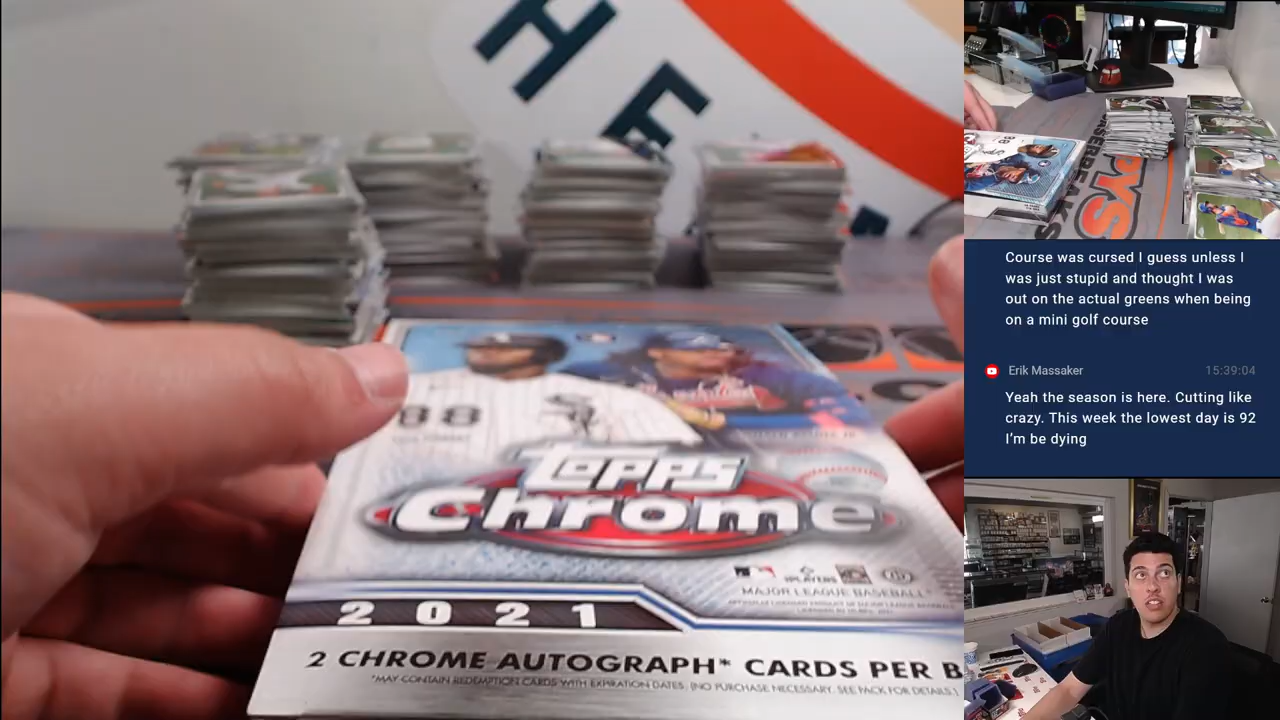 HE
88
Topps
Chrome
PLAYERS
MAJOR LEAGUE BASEBALL
2021
2 CHROME AUTOGRAPH* CARDS PER B
*MAY CONTAIN REDEMPTION CARDS WITH EXPIRATION DATES. (NO PURCHASE NECESSARY. SEE PACK FOR DETAILS.)
Course was cursed I guess unless I
was just stupid and thought I was
out on the actual greens when being
on a mini golf course
Erik Massaker 15:39:04
Yeah the season is here. Cutting like
crazy. This week the lowest day is 92
I'm be dying